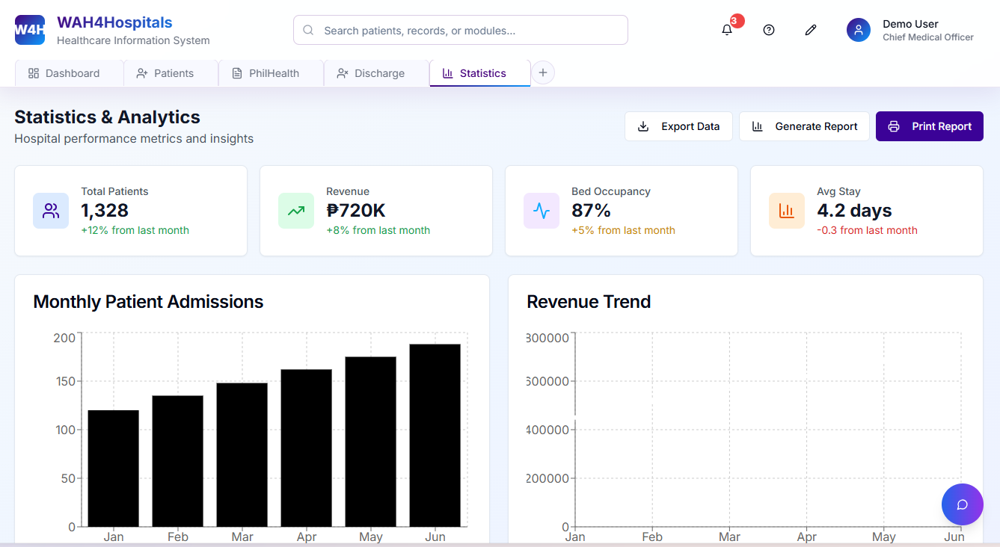 W4H
WAH4Hospitals
Healthcare Information System
Search patients, records, or modules...
3
Demo User
Chief Medical Officer
Dashboard
Patients
PhilHealth
Discharge
Statistics
+
Statistics & Analytics
Hospital performance metrics and insights
Export Data
Generate Report
Print Report
Total Patients
1,328
+12% from last month
Revenue
₱720K
+8% from last month
Bed Occupancy
87%
+5% from last month
Avg Stay
4.2 days
-0.3 from last month
Monthly Patient Admissions
200
150
100
50
0
Jan Feb Mar Apr May Jun
Revenue Trend
800000
600000
400000
200000
0
Jan Feb Mar Apr May Jun